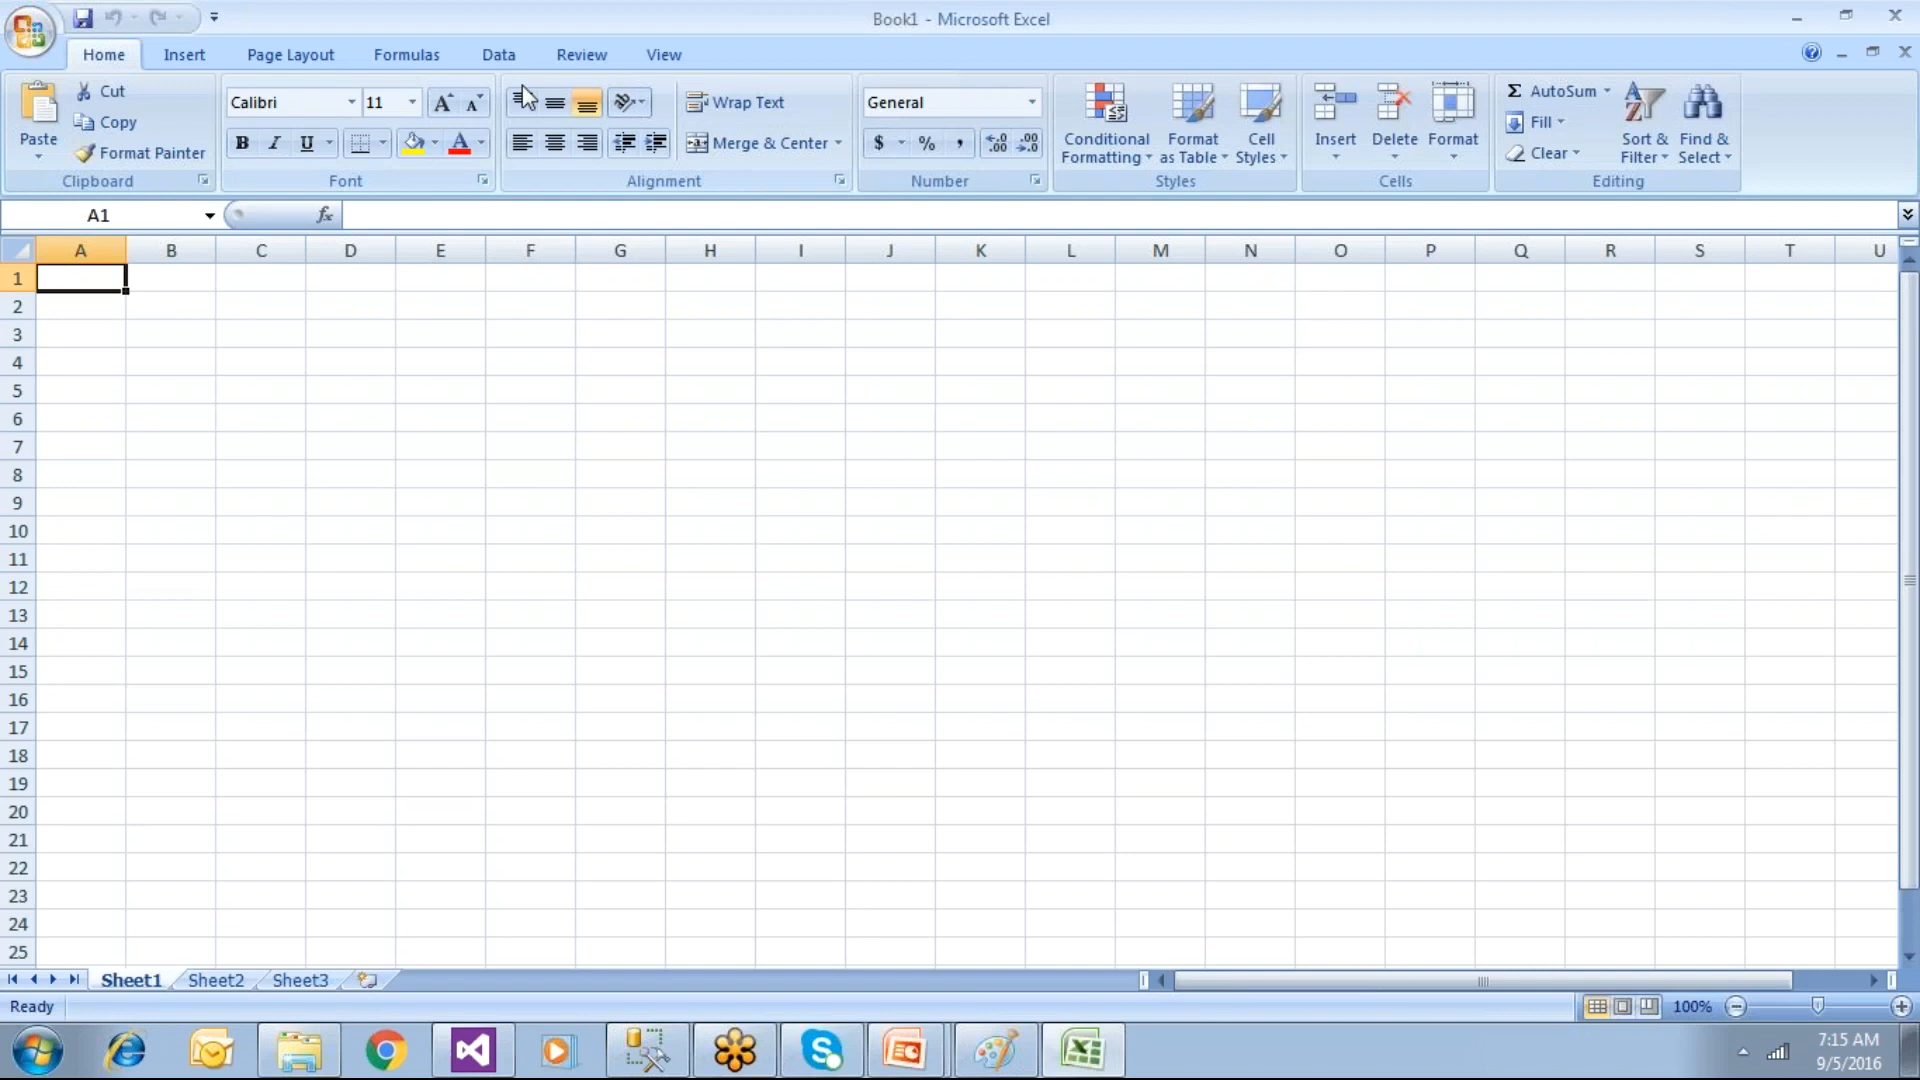 Book1 - Microsoft Excel
Home Insert Page Layout Formulas Data Review View
Paste
Cut
Copy
Format Painter
Clipboard
Calibri 11
B I U
Font
Wrap Text
Merge & Center
Alignment
General
$ % ,
Number
Conditional Formatting
Format as Table
Cell Styles
Styles
Insert Delete Format
Cells
Σ AutoSum
Fill
Clear
Sort & Filter
Find & Select
Editing
A1 fx
A B C D E F G H I J K L M N O P Q R S T U
1
2
3
4
5
6
7
8
9
10
11
12
13
14
15
16
17
18
19
20
21
22
23
24
25
Sheet1 Sheet2 Sheet3
Ready 100%
7:15 AM
9/5/2016